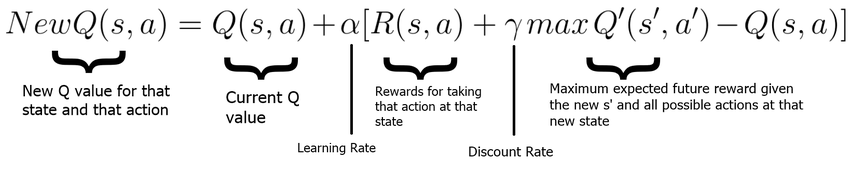 NewQ(s, a) = Q(s, a)+α[R(s, a) + γ max Q′(s′, a′) − Q(s, a)]
New Q value for that
state and that action
Current Q
value
Learning Rate
Rewards for taking
that action at that
state
Discount Rate
Maximum expected future reward given
the new s' and all possible actions at that
new state